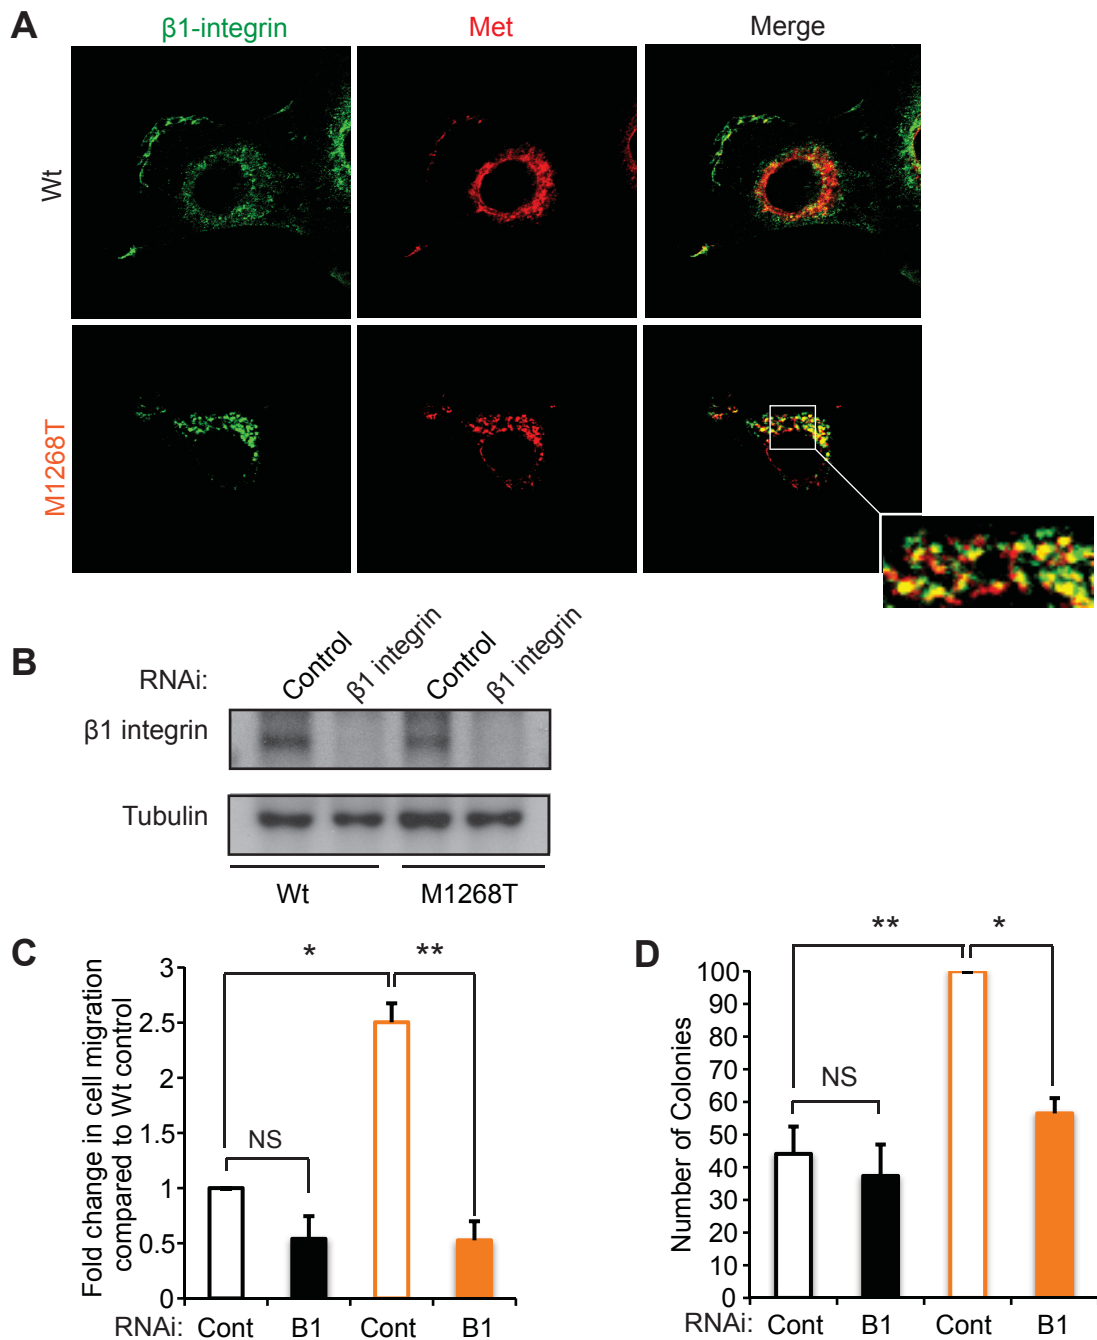 A
β1-integrin Met Merge
Wt
M1268T
B
RNAi: Control β1 integrin Control β1 integrin
β1 integrin
Tubulin
Wt M1268T
C
Fold change in cell migration
compared to Wt control
3
2.5
2
1.5
1
0.5
0
* **
NS
RNAi: Cont B1 Cont B1
D
Number of Colonies
100
90
80
70
60
50
40
30
20
10
0
** *
NS
RNAi: Cont B1 Cont B1